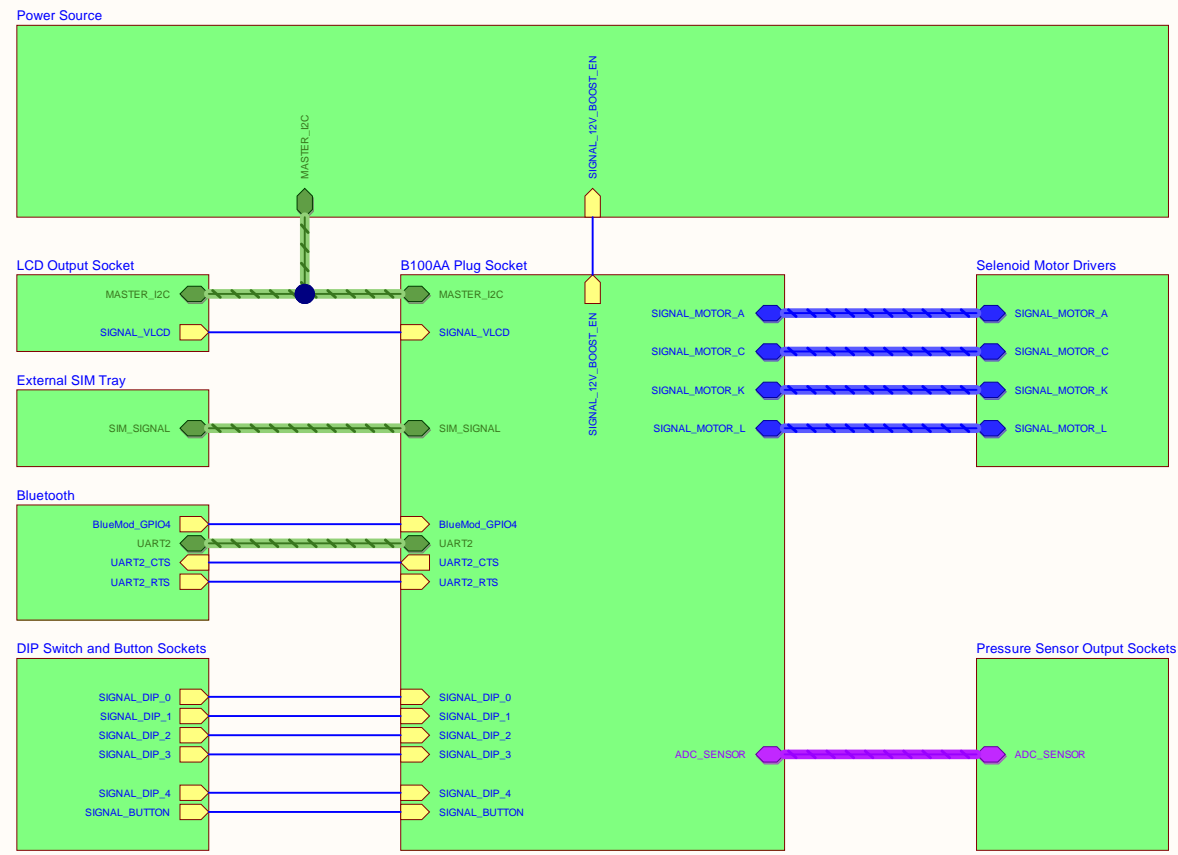 Power Source
SIGNAL_12V_BOOST_EN
MASTER_I2C
LCD Output Socket
MASTER_I2C
SIGNAL_VLCD
B100AA Plug Socket
MASTER_I2C
SIGNAL_VLCD
SIGNAL_12V_BOOST_EN
SIGNAL_MOTOR_A
SIGNAL_MOTOR_C
SIGNAL_MOTOR_K
SIGNAL_MOTOR_L
Selenoid Motor Drivers
SIGNAL_MOTOR_A
SIGNAL_MOTOR_C
SIGNAL_MOTOR_K
SIGNAL_MOTOR_L
External SIM Tray
SIM_SIGNAL
SIM_SIGNAL
Bluetooth
BlueMod_GPIO4
UART2
UART2_CTS
UART2_RTS
BlueMod_GPIO4
UART2
UART2_CTS
UART2_RTS
DIP Switch and Button Sockets
SIGNAL_DIP_0
SIGNAL_DIP_1
SIGNAL_DIP_2
SIGNAL_DIP_3
SIGNAL_DIP_4
SIGNAL_BUTTON
SIGNAL_DIP_0
SIGNAL_DIP_1
SIGNAL_DIP_2
SIGNAL_DIP_3
SIGNAL_DIP_4
SIGNAL_BUTTON
ADC_SENSOR
Pressure Sensor Output Sockets
ADC_SENSOR